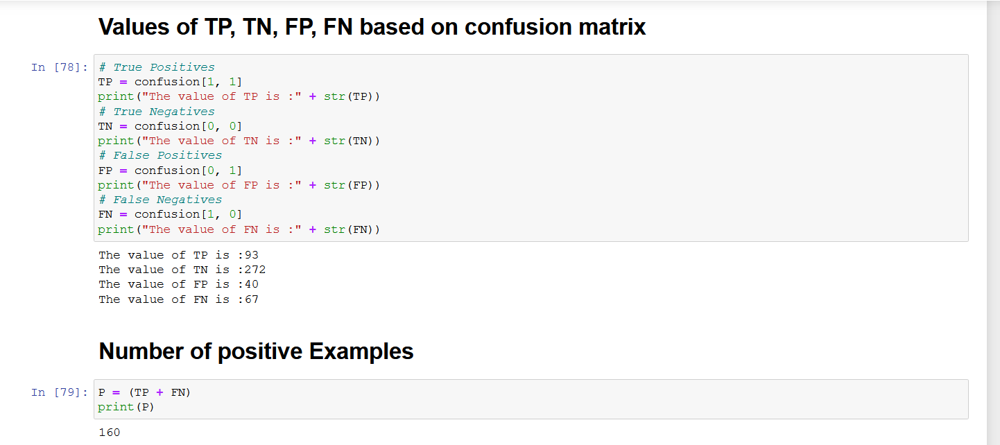 Values of TP, TN, FP, FN based on confusion matrix
In [78]: # True Positives
TP = confusion[1, 1]
print("The value of TP is :" + str(TP))
# True Negatives
TN = confusion[0, 0]
print("The value of TN is :" + str(TN))
# False Positives
FP = confusion[0, 1]
print("The value of FP is :" + str(FP))
# False Negatives
FN = confusion[1, 0]
print("The value of FN is :" + str(FN))
The value of TP is :93
The value of TN is :272
The value of FP is :40
The value of FN is :67
Number of positive Examples
In [79]: P = (TP + FN)
print(P)
160